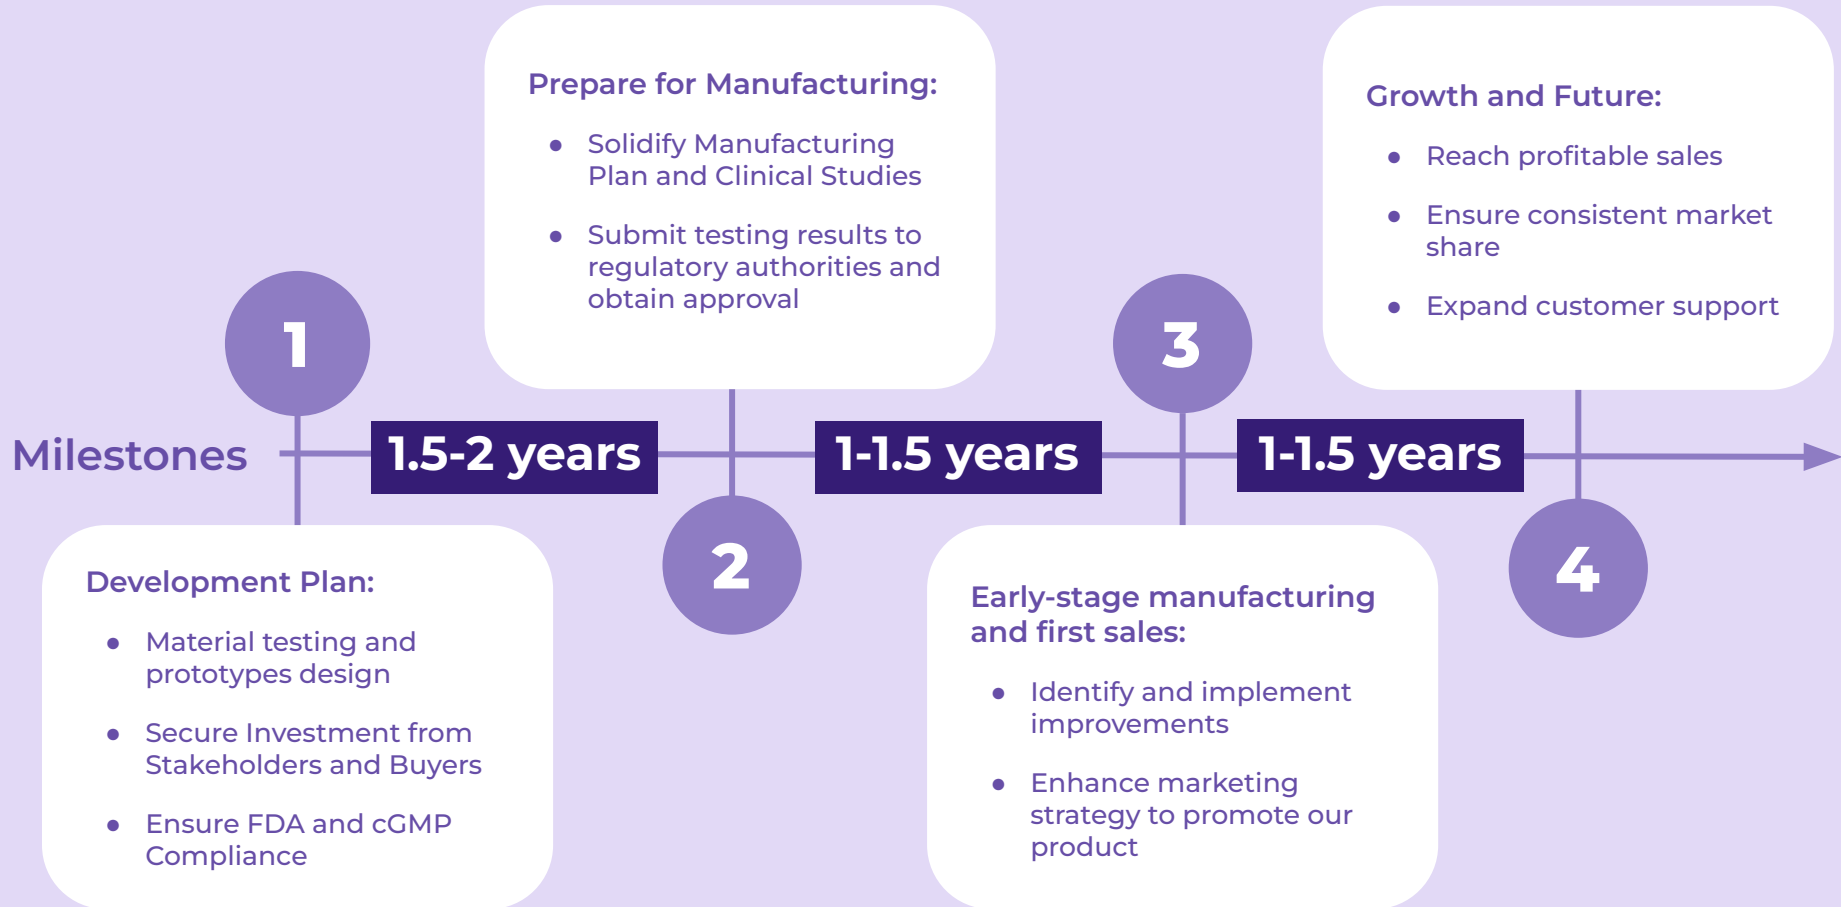 Milestones
1
Development Plan:
● Material testing and
prototypes design
● Secure Investment from
Stakeholders and Buyers
● Ensure FDA and cGMP
Compliance
1.5-2 years
Prepare for Manufacturing:
● Solidify Manufacturing
Plan and Clinical Studies
● Submit testing results to
regulatory authorities and
obtain approval
2
1-1.5 years
3
Early-stage manufacturing
and first sales:
● Identify and implement
improvements
● Enhance marketing
strategy to promote our
product
1-1.5 years
Growth and Future:
● Reach profitable sales
● Ensure consistent market
share
● Expand customer support
4